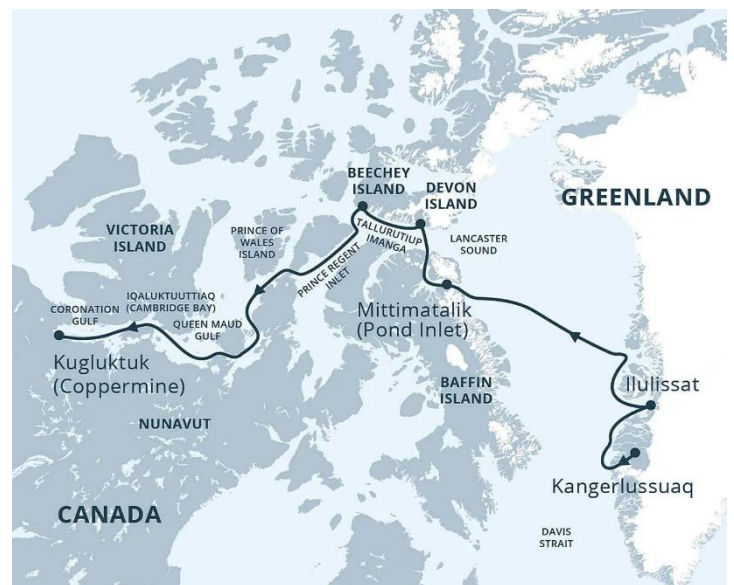 BEECHEY
ISLAND
DEVON
ISLAND
GREENLAND
VICTORIA
ISLAND
PRINCE OF
WALES
ISLAND
TALLURUTIUP
IMANGA
LANCASTER
SOUND
PRINCE REGENT
INLET
CORONATION
GULF
IQALUKTUUTTIAQ
(CAMBRIDGE BAY)
QUEEN MAUD
GULF
Mittimatalik
(Pond Inlet)
Kugluktuk
(Coppermine)
BAFFIN
ISLAND
Ilulissat
NUNAVUT
Kangerlussuaq
CANADA
DAVIS
STRAIT